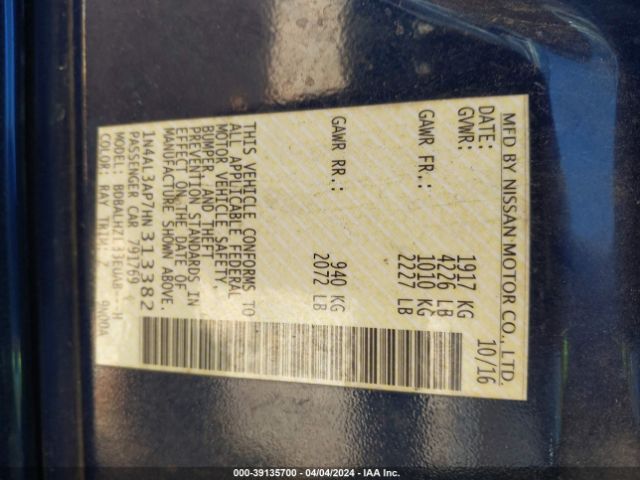 MFD BY NISSAN MOTOR CO., LTD.
DATE: 10/16
GVWR: 1917 KG
4226 LB
GAWR FR.: 1010 KG
2227 LB
GAWR RR.: 940 KG
2072 LB
THIS VEHICLE CONFORMS TO
ALL APPLICABLE FEDERAL
MOTOR VEHICLE SAFETY,
BUMPER, AND THEFT
PREVENTION STANDARDS IN
EFFECT ON THE DATE OF
MANUFACTURE SHOWN ABOVE.
1N4AL3AP7HN313382
PASSENGER CAR 791769
MODEL:
COLOR: RAY TRIM:
000-39135700 - 04/04/2024 - IAA Inc.